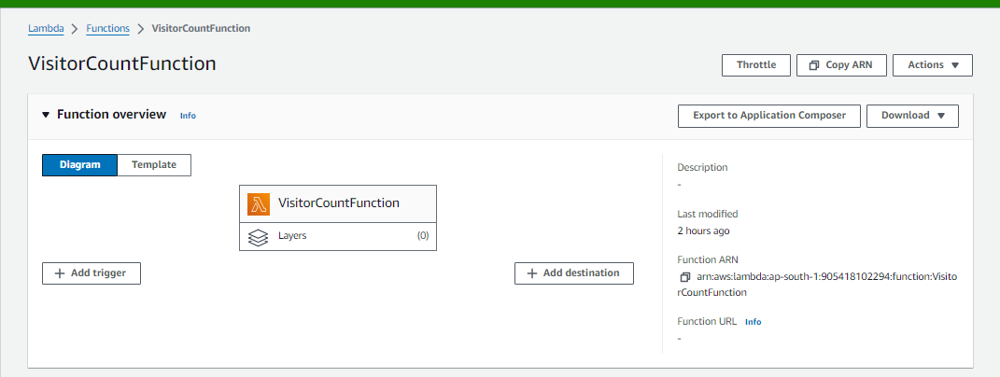 Lambda > Functions > VisitorCountFunction
VisitorCountFunction
Throttle Copy ARN Actions
Function overview Info
Export to Application Composer Download
Diagram Template
VisitorCountFunction
Layers (0)
+ Add trigger
+ Add destination
Description
-
Last modified
2 hours ago
Function ARN
arn:aws:lambda:ap-south-1:905418102294:function:Visito
rCountFunction
Function URL Info
-